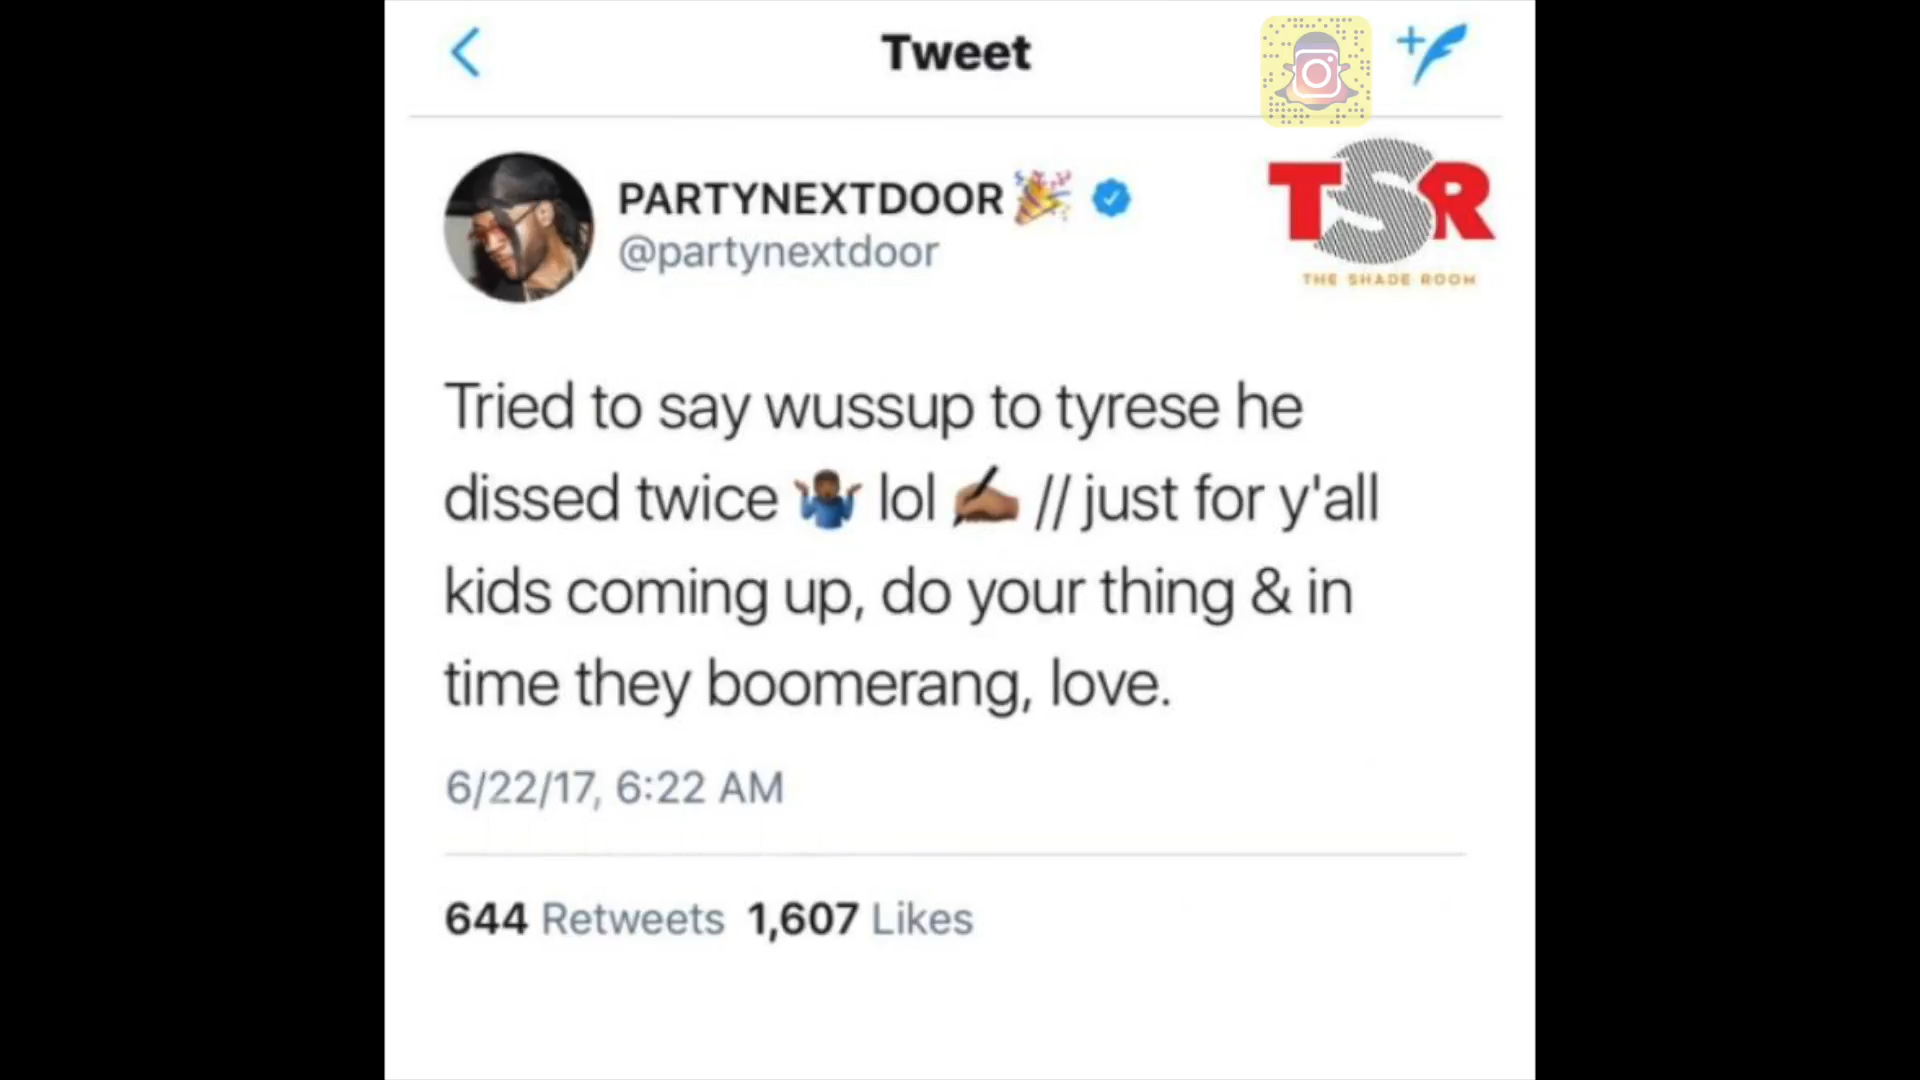 Tweet
PARTYNEXTDOOR🎉
@partynextdoor
TSR
THE SHADE ROOM
Tried to say wussup to tyrese he
dissed twice 🤷🏾‍♂️ lol ✍🏾 // just for y'all
kids coming up, do your thing & in
time they boomerang, love.
6/22/17, 6:22 AM
644 Retweets 1,607 Likes